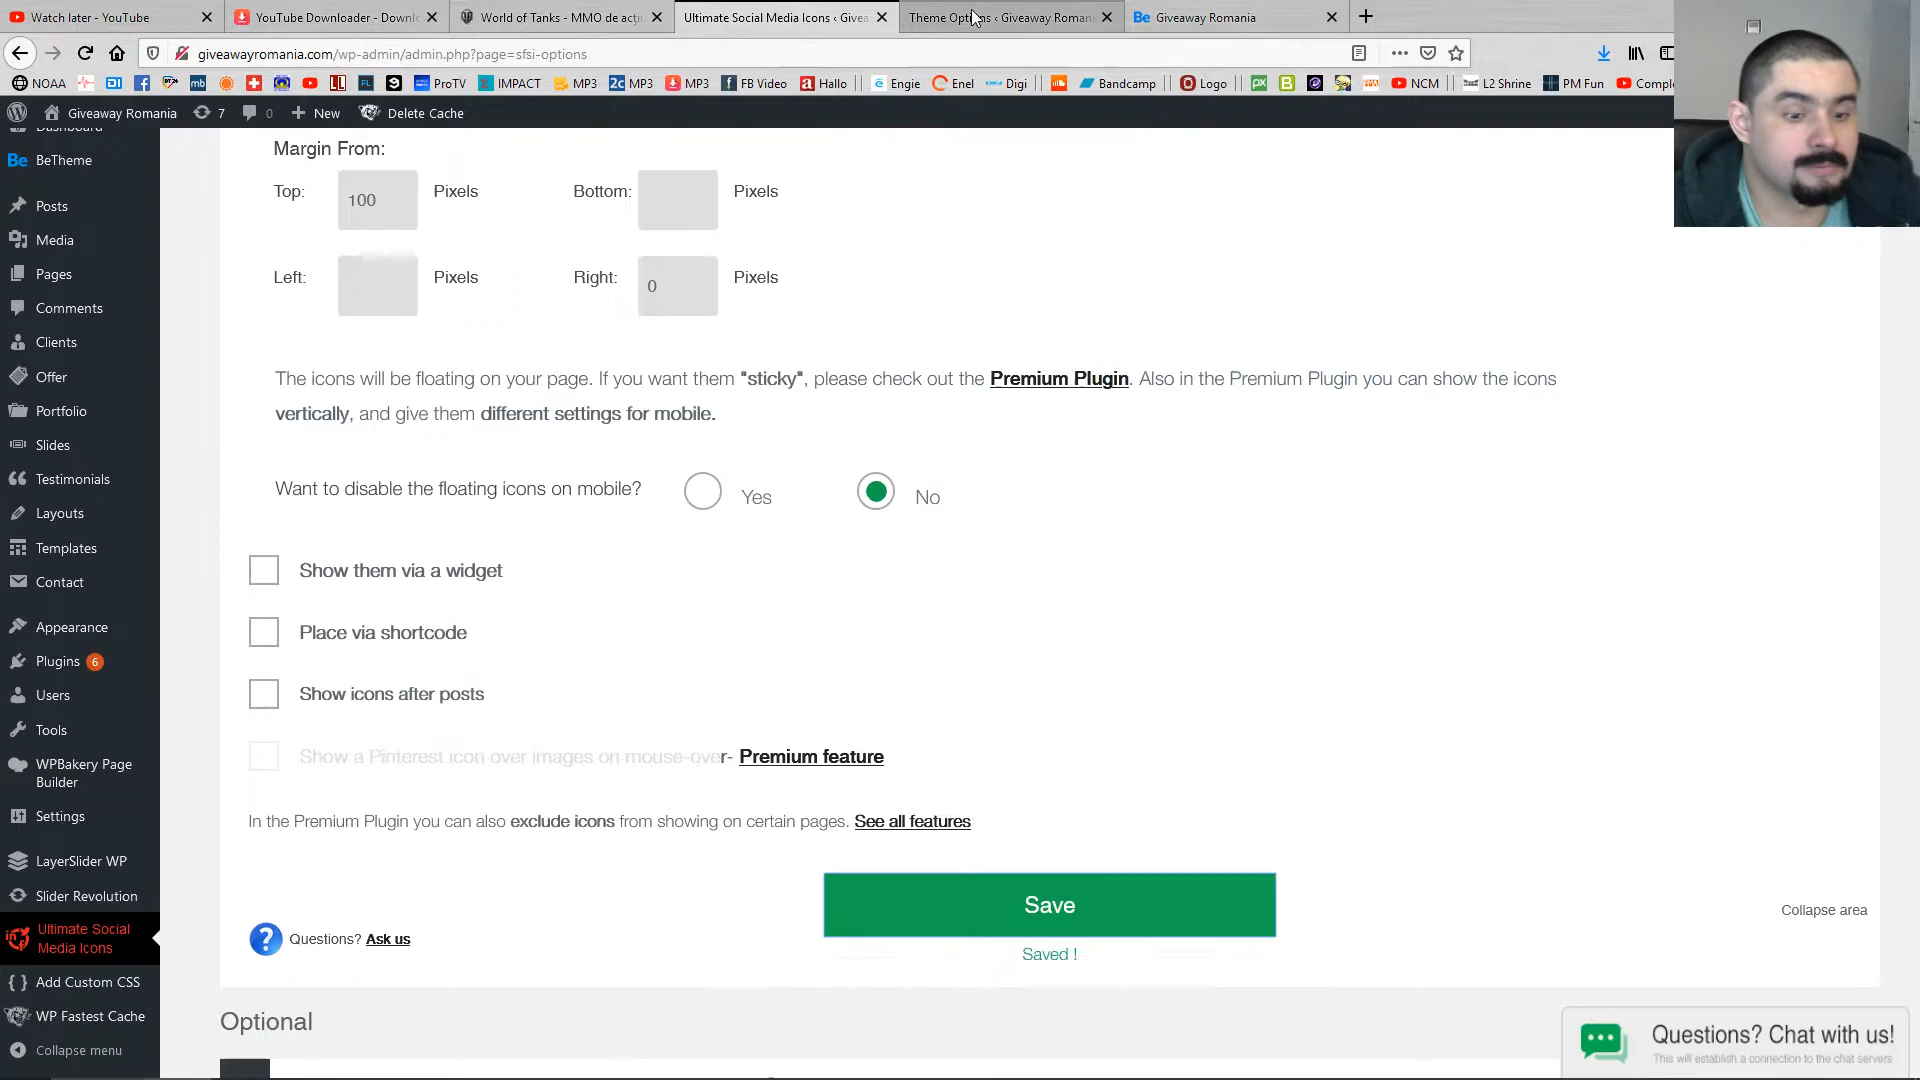 Watch later - YouTube
YouTube Downloader - Downl
World of Tanks - MMO de acți
Ultimate Social Media Icons ‹ Givea
Theme Options ‹ Giveaway Roman
Be Giveaway Romania
giveawayromania.com/wp-admin/admin.php?page=sfsi-options
NOAA
ProTV
IMPACT
MP3
2c MP3
MP3
FB Video
Hallo
Engie
Enel
Digi
Bandcamp
Logo
NCM
L2 Shrine
PM Fun
Comple
Giveaway Romania
7
0
New
Delete Cache
Dashboard
Be BeTheme
Posts
Media
Pages
Comments
Clients
Offer
Portfolio
Slides
Testimonials
Layouts
Templates
Contact
Appearance
Plugins 6
Users
Tools
WPBakery Page
Builder
Settings
LayerSlider WP
Slider Revolution
Ultimate Social
Media Icons
Add Custom CSS
WP Fastest Cache
Collapse menu
Margin From:
Top: 100 Pixels Bottom: Pixels
Left: Pixels Right: 0 Pixels
The icons will be floating on your page. If you want them "sticky", please check out the Premium Plugin. Also in the Premium Plugin you can show the icons
vertically, and give them different settings for mobile.
Want to disable the floating icons on mobile? Yes No
Show them via a widget
Place via shortcode
Show icons after posts
Show a Pinterest icon over images on mouse-over- Premium feature
In the Premium Plugin you can also exclude icons from showing on certain pages. See all features
Save
Collapse area
? Questions? Ask us
Saved !
Optional
Questions? Chat with us!
This will establish a connection to the chat servers